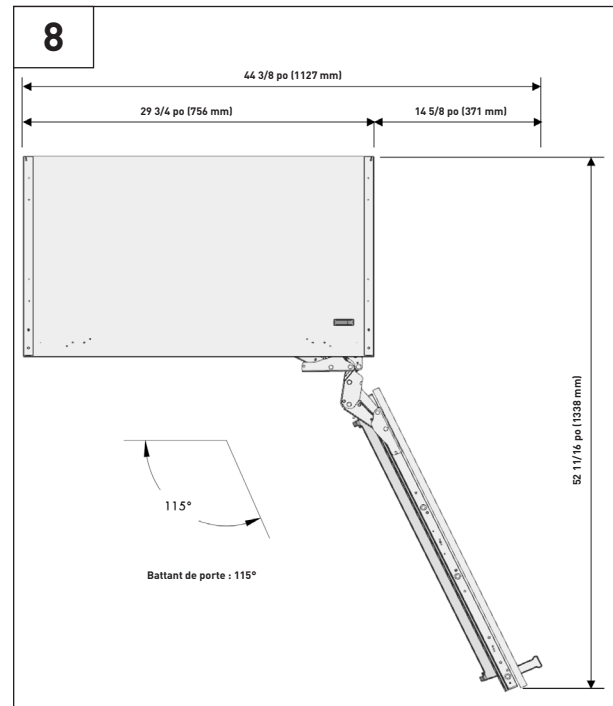 8
44 3/8 po (1127 mm)
29 3/4 po (756 mm)
14 5/8 po (371 mm)
52 11/16 po (1338 mm)
115°
Battant de porte : 115°